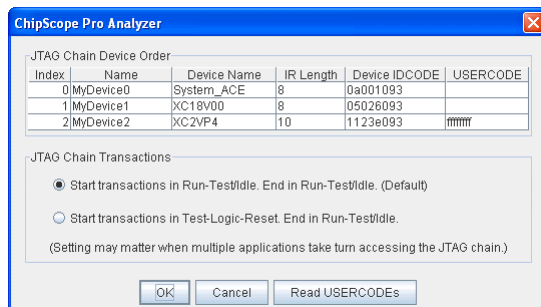 ChipScope Pro Analyzer
JTAG Chain Device Order
Index Name Device Name IR Length Device IDCODE USERCODE
0 MyDevice0 System_ACE 8 0a001093
1 MyDevice1 XC18V00 8 05026093
2 MyDevice2 XC2VP4 10 1123e093 ffffffff
JTAG Chain Transactions
Start transactions in Run-Test/Idle. End in Run-Test/Idle. (Default)
Start transactions in Test-Logic-Reset. End in Run-Test/Idle.
(Setting may matter when multiple applications take turn accessing the JTAG chain.)
OK Cancel Read USERCODEs